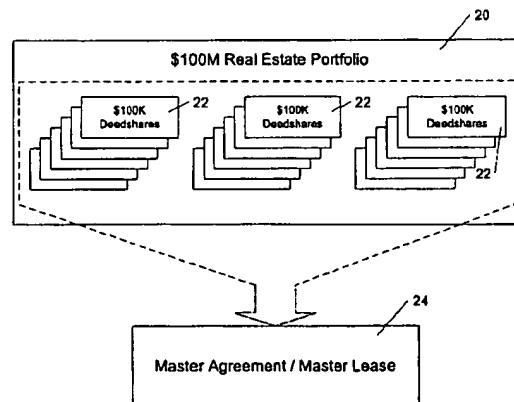 20
$100M Real Estate Portfolio
$100K
Deedshares
22
$100K
Deedshares
22
$100K
Deedshares
22
24
Master Agreement / Master Lease